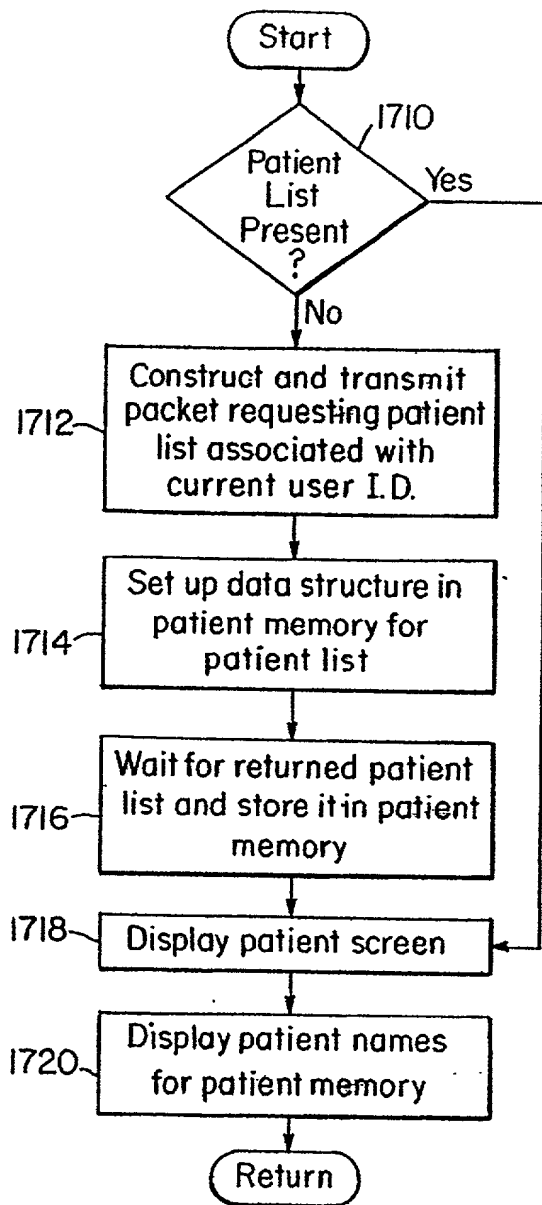 Start
1710
Patient
List
Present
?
Yes
No
Construct and transmit
packet requesting patient
list associated with
current user I.D.
1712
Set up data structure in
patient memory for
patient list
1714
Wait for returned patient
list and store it in patient
memory
1716
1718
Display patient screen
Display patient names
for patient memory
1720
Return